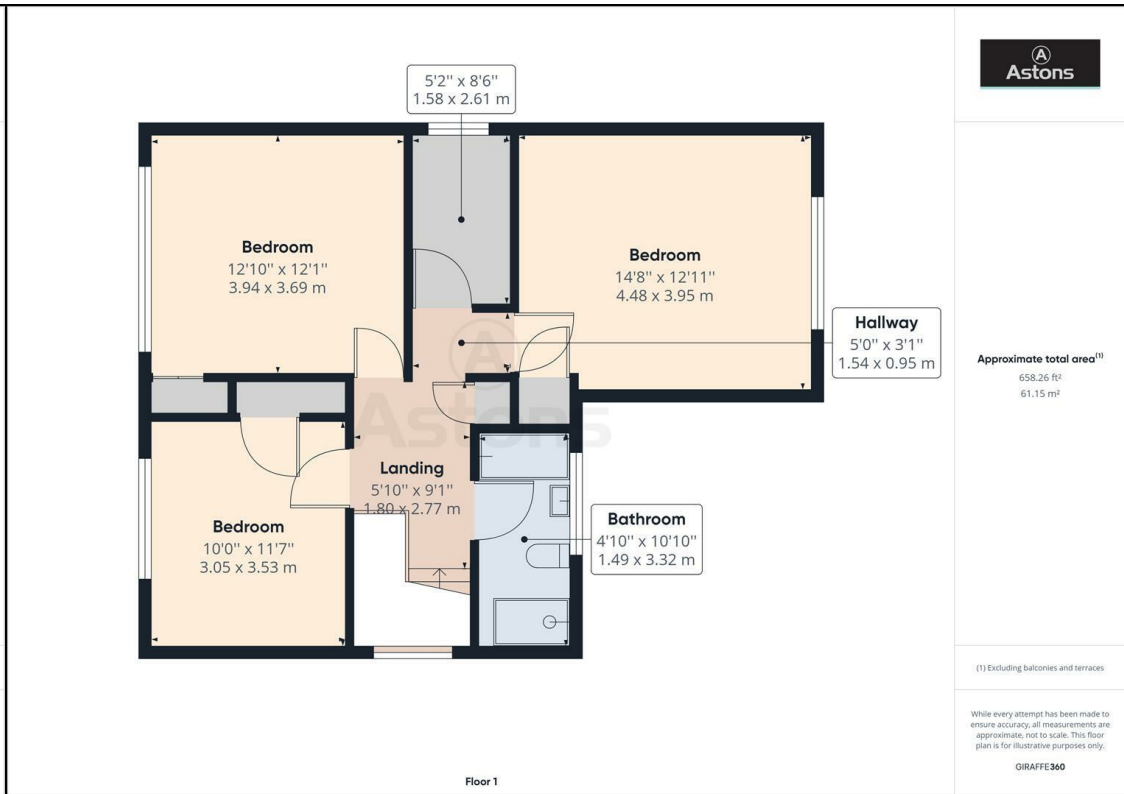 5'2" x 8'6"
1.58 x 2.61 m
A
Astons
Bedroom
12'10" x 12'1"
3.94 x 3.69 m
Bedroom
14'8" x 12'11"
4.48 x 3.95 m
Hallway
5'0" x 3'1"
1.54 x 0.95 m
Approximate total area(1)
658.26 ft²
61.15 m²
A
Astons
Landing
5'10" x 9'1"
1.80 x 2.77 m
Bedroom
10'0" x 11'7"
3.05 x 3.53 m
Bathroom
4'10" x 10'10"
1.49 x 3.32 m
(1) Excluding balconies and terraces
While every attempt has been made to
ensure accuracy, all measurements are
approximate, not to scale. This floor
plan is for illustrative purposes only.
GIRAFFE360
Floor 1